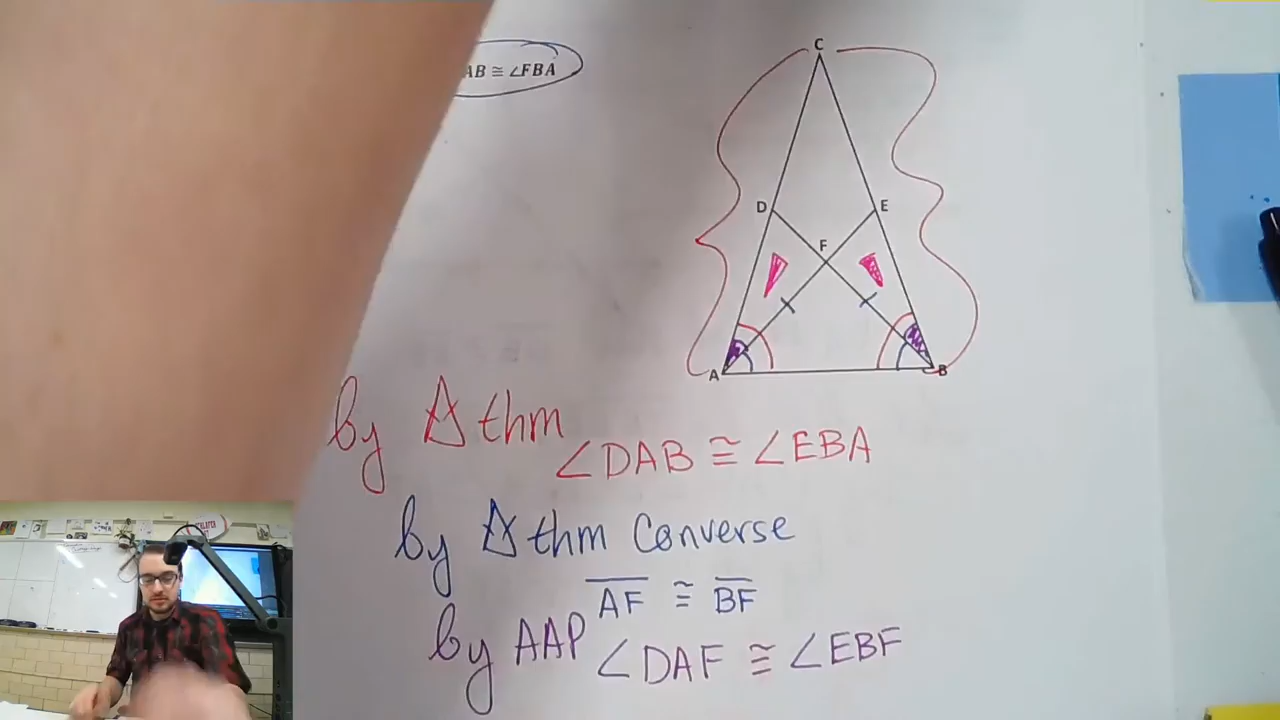 AB ≅ ∠FBA
C
D
E
F
A
B
by △ thm
∠DAB ≅ ∠EBA
by △ thm Converse
AF ≅ BF
by AAP
∠DAF ≅ ∠EBF